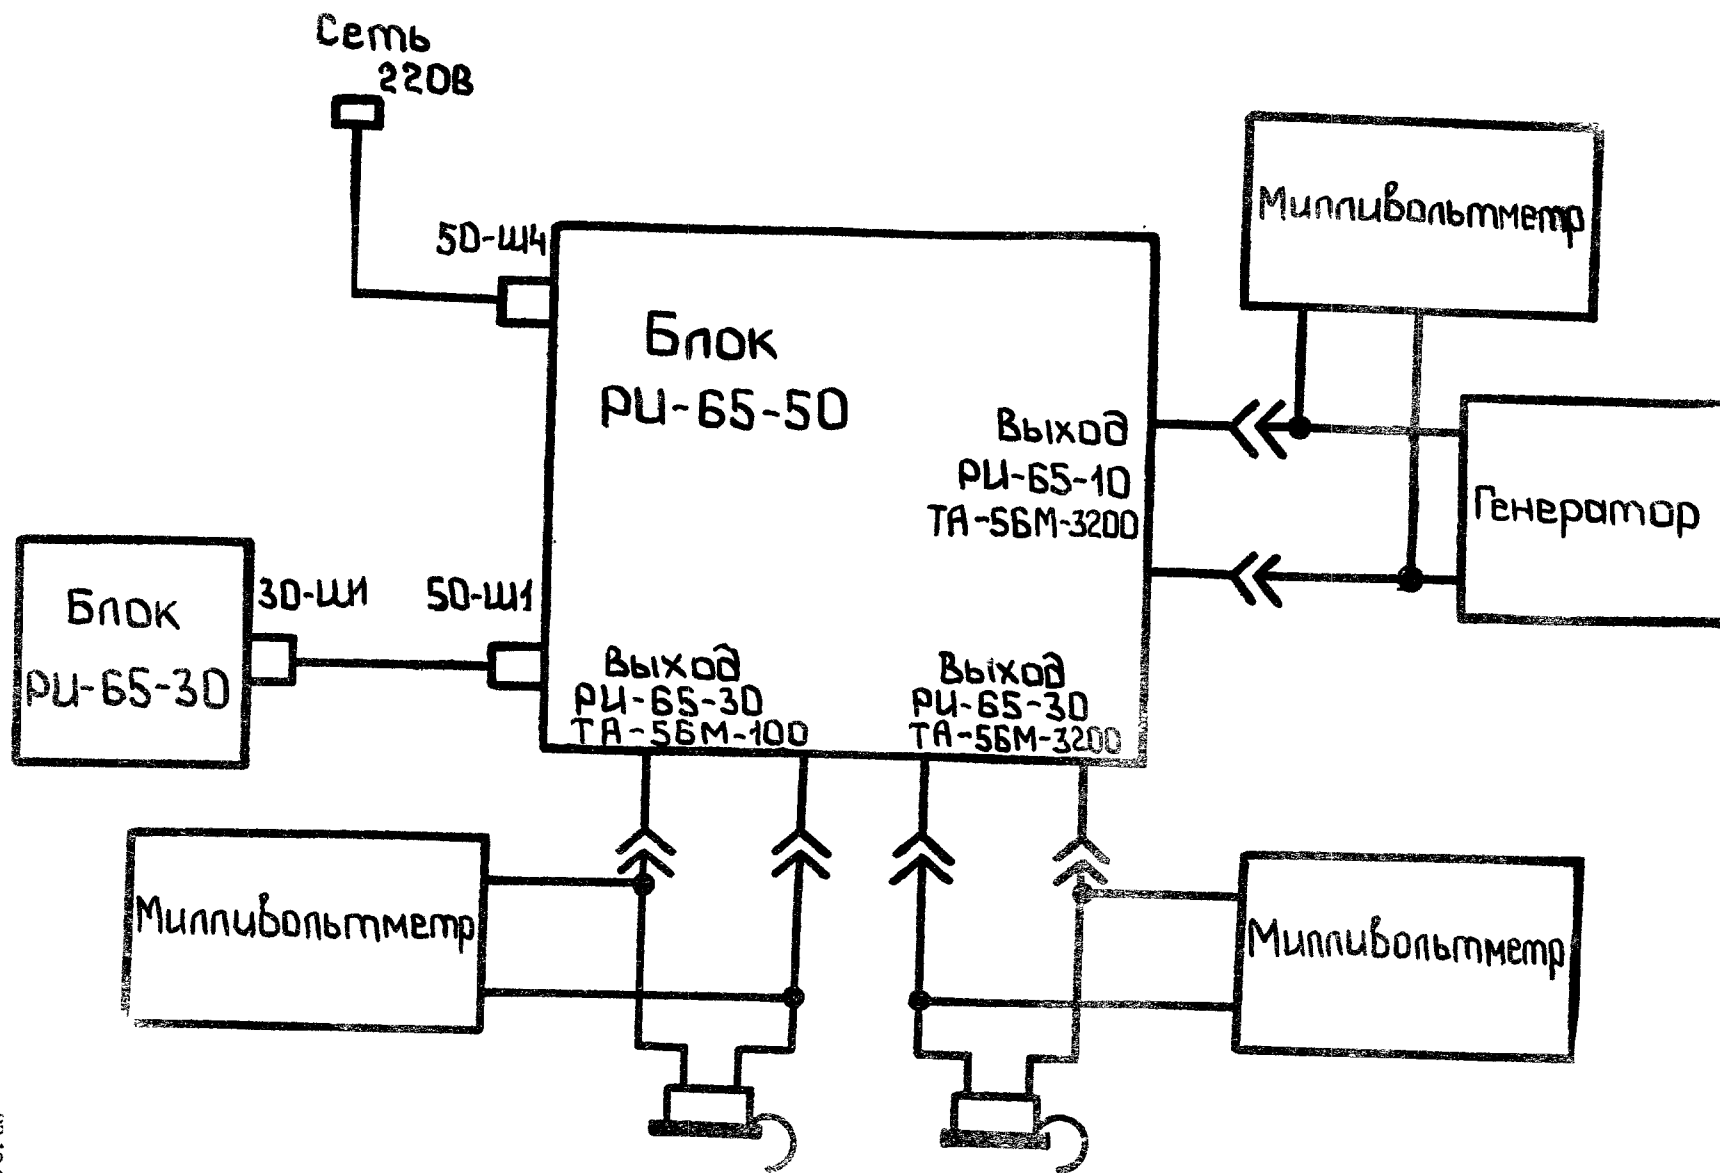 Сеть
220В
50-Ш4
Милливольтметр
Блок
РИ-65-50
Выход
РИ-65-10
ТА-56М-3200
Генератор
Блок
РИ-65-30
30-Ш1
50-Ш1
Выход
РИ-65-30
ТА-56М-100
Выход
РИ-65-30
ТА-56М-3200
Милливольтметр
Милливольтметр